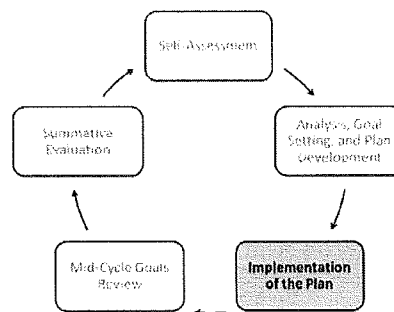 Self-Assessment
Analysis, Goal
Setting, and Plan
Development
Implementation
of the Plan
Mid-Cycle Goals
Review
Summative
Evaluation